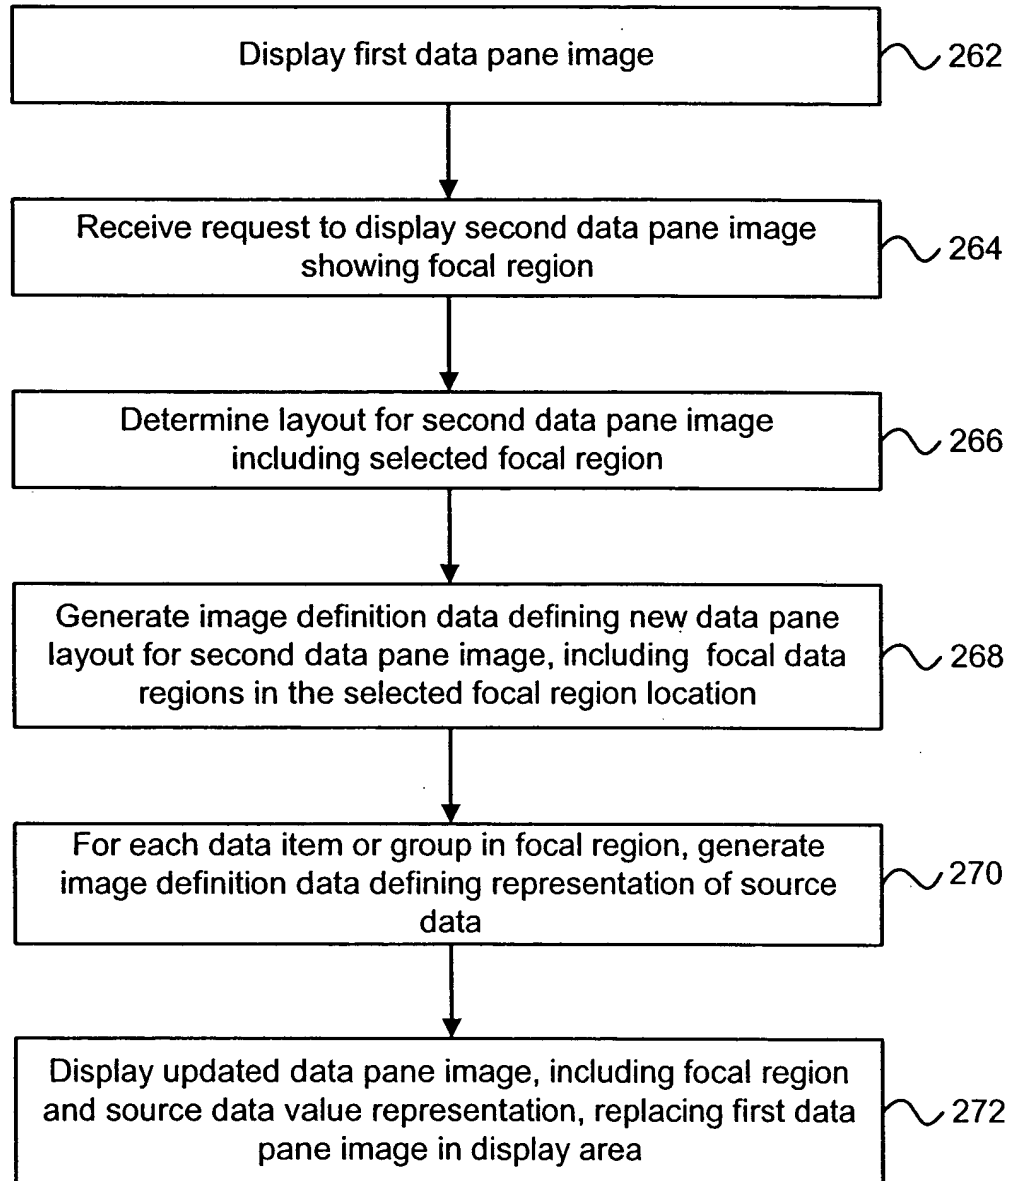 Display first data pane image
262
Receive request to display second data pane image
showing focal region
264
Determine layout for second data pane image
including selected focal region
266
Generate image definition data defining new data pane
layout for second data pane image, including focal data
regions in the selected focal region location
268
For each data item or group in focal region, generate
image definition data defining representation of source
data
270
Display updated data pane image, including focal region
and source data value representation, replacing first data
pane image in display area
272